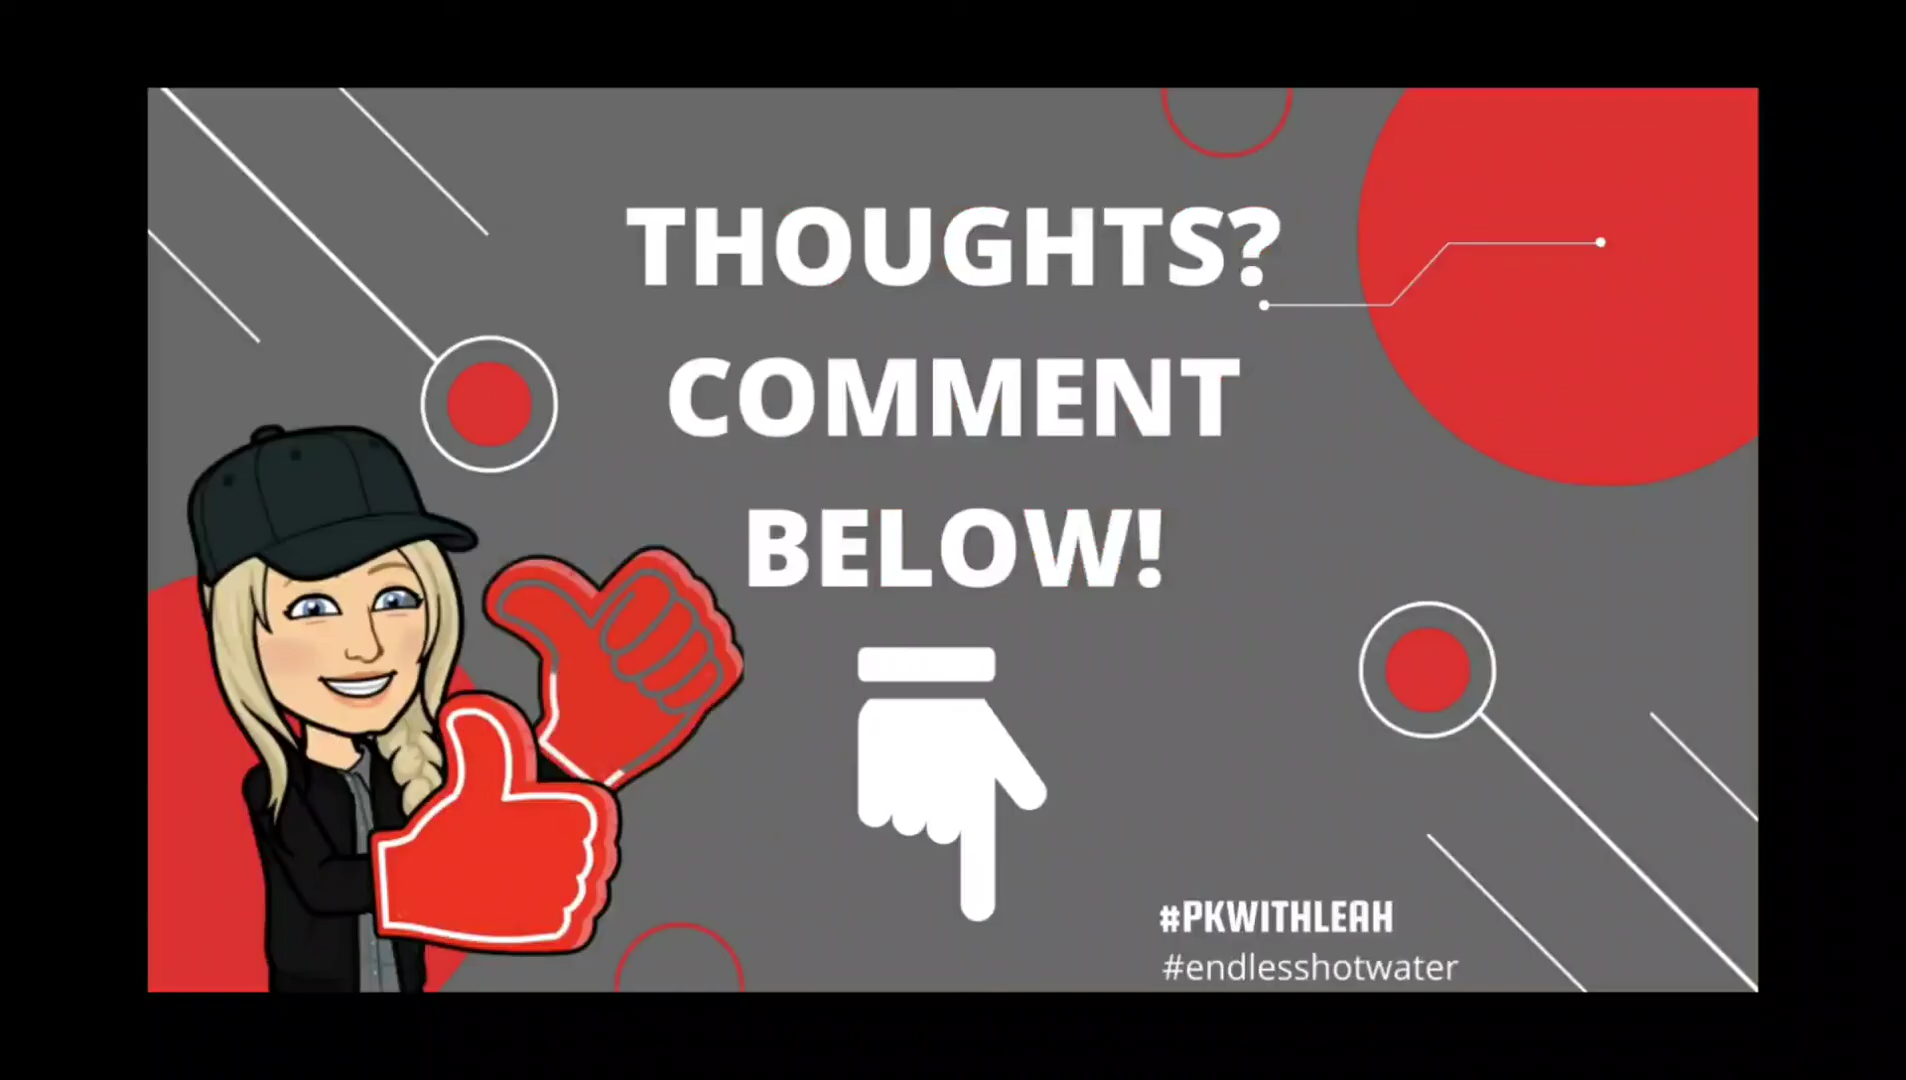 THOUGHTS?
COMMENT
BELOW!
#PKWITHLEAH
#endlesshotwater